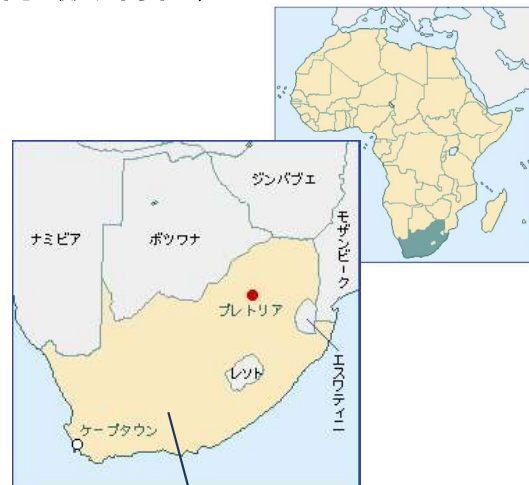 ジンバブエ
ナミビア
ボツワナ
モザンビーク
プレトリア
エスワティニ
レソト
ケープタウン